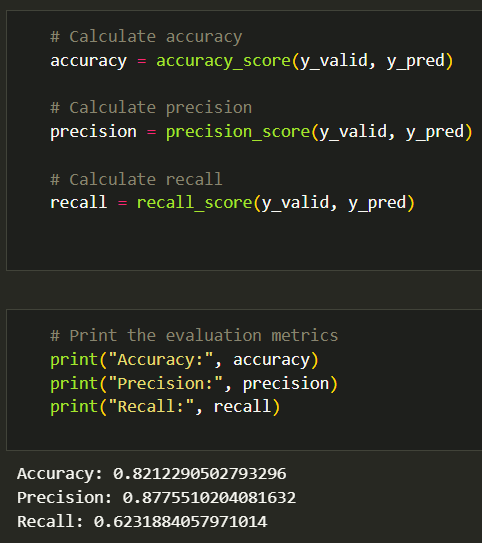 # Calculate accuracy
accuracy = accuracy_score(y_valid, y_pred)
# Calculate precision
precision = precision_score(y_valid, y_pred)
# Calculate recall
recall = recall_score(y_valid, y_pred)
# Print the evaluation metrics
print("Accuracy:", accuracy)
print("Precision:", precision)
print("Recall:", recall)
Accuracy: 0.8212290502793296
Precision: 0.8775510204081632
Recall: 0.6231884057971014